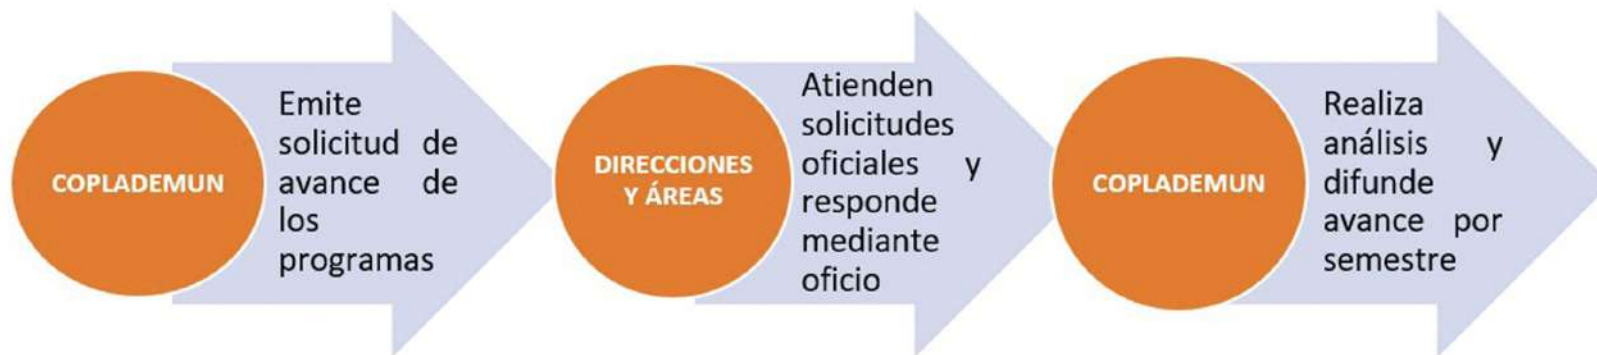 COPLADEMUN
Emite
solicitud de
avance de
los
programas
DIRECCIONES
Y ÁREAS
Atienden
solicitudes
oficiales y
responde
mediante
oficio
COPLADEMUN
Realiza
análisis y
difunde
avance por
semestre